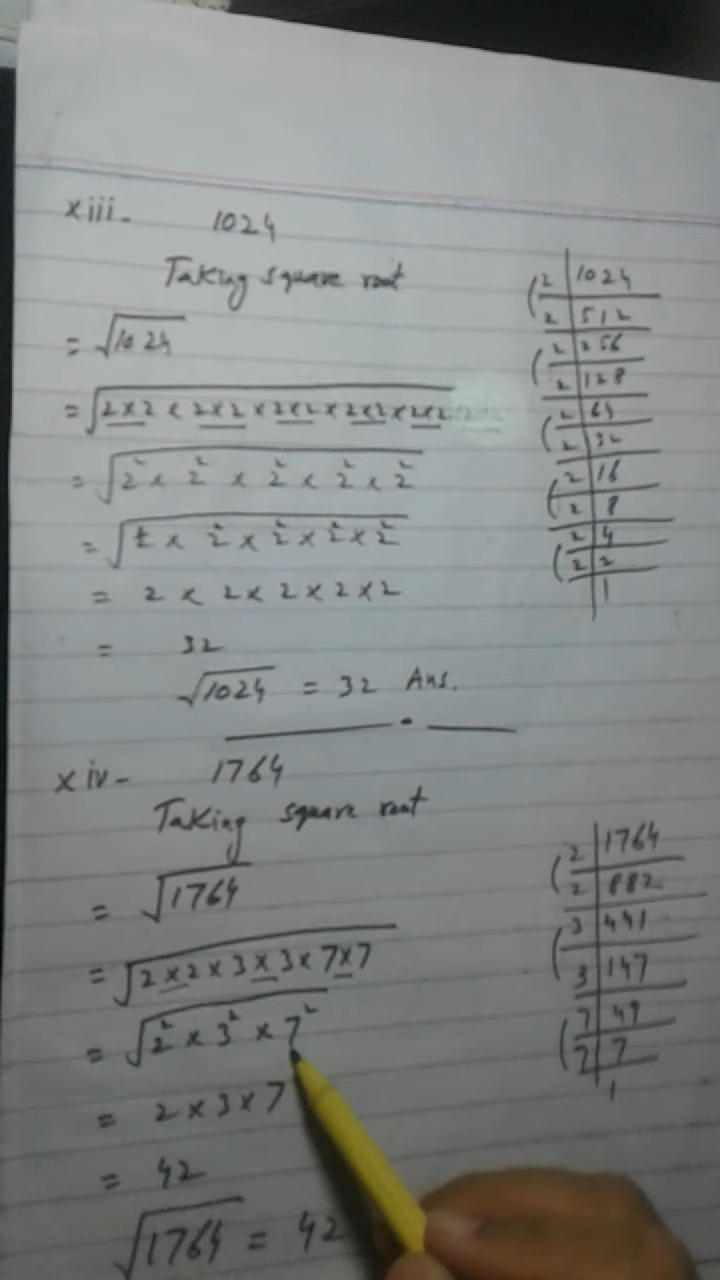 xiii- 1024
Taking square root
= √1024
= √2×2 × 2×2 × 2×2 × 2×2 × 2×2
= √2² × 2² × 2² × 2² × 2²
= √2² × 2² × 2² × 2² × 2²
= 2 × 2 × 2 × 2 × 2
= 32
√1024 = 32 Ans.
2 | 1024
2 | 512
2 | 256
2 | 128
2 | 64
2 | 32
2 | 16
2 | 8
2 | 4
2 | 2
1
xiv- 1764
Taking square root
= √1764
= √2×2×3×3×7×7
= √2² × 3² × 7²
= 2×3×7
= 42
√1764 = 42
2 | 1764
2 | 882
3 | 441
3 | 147
7 | 49
7 | 7
1